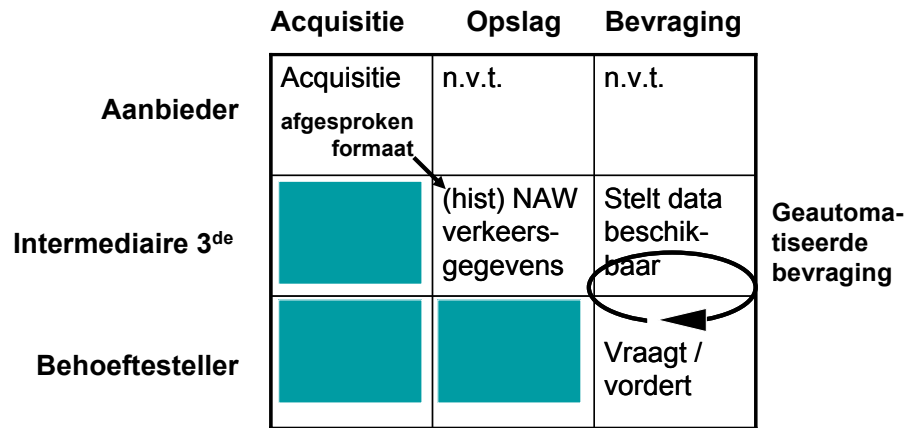 Acquisitie Opslag Bevraging
Aanbieder
Acquisitie
afgesproken
formaat
n.v.t.
n.v.t.
Intermediaire 3de
(hist) NAW
verkeers-
gegevens
Stelt data
beschik-
baar
Geautoma-
tiseerde
bevraging
Behoeftesteller
Vraagt /
vordert